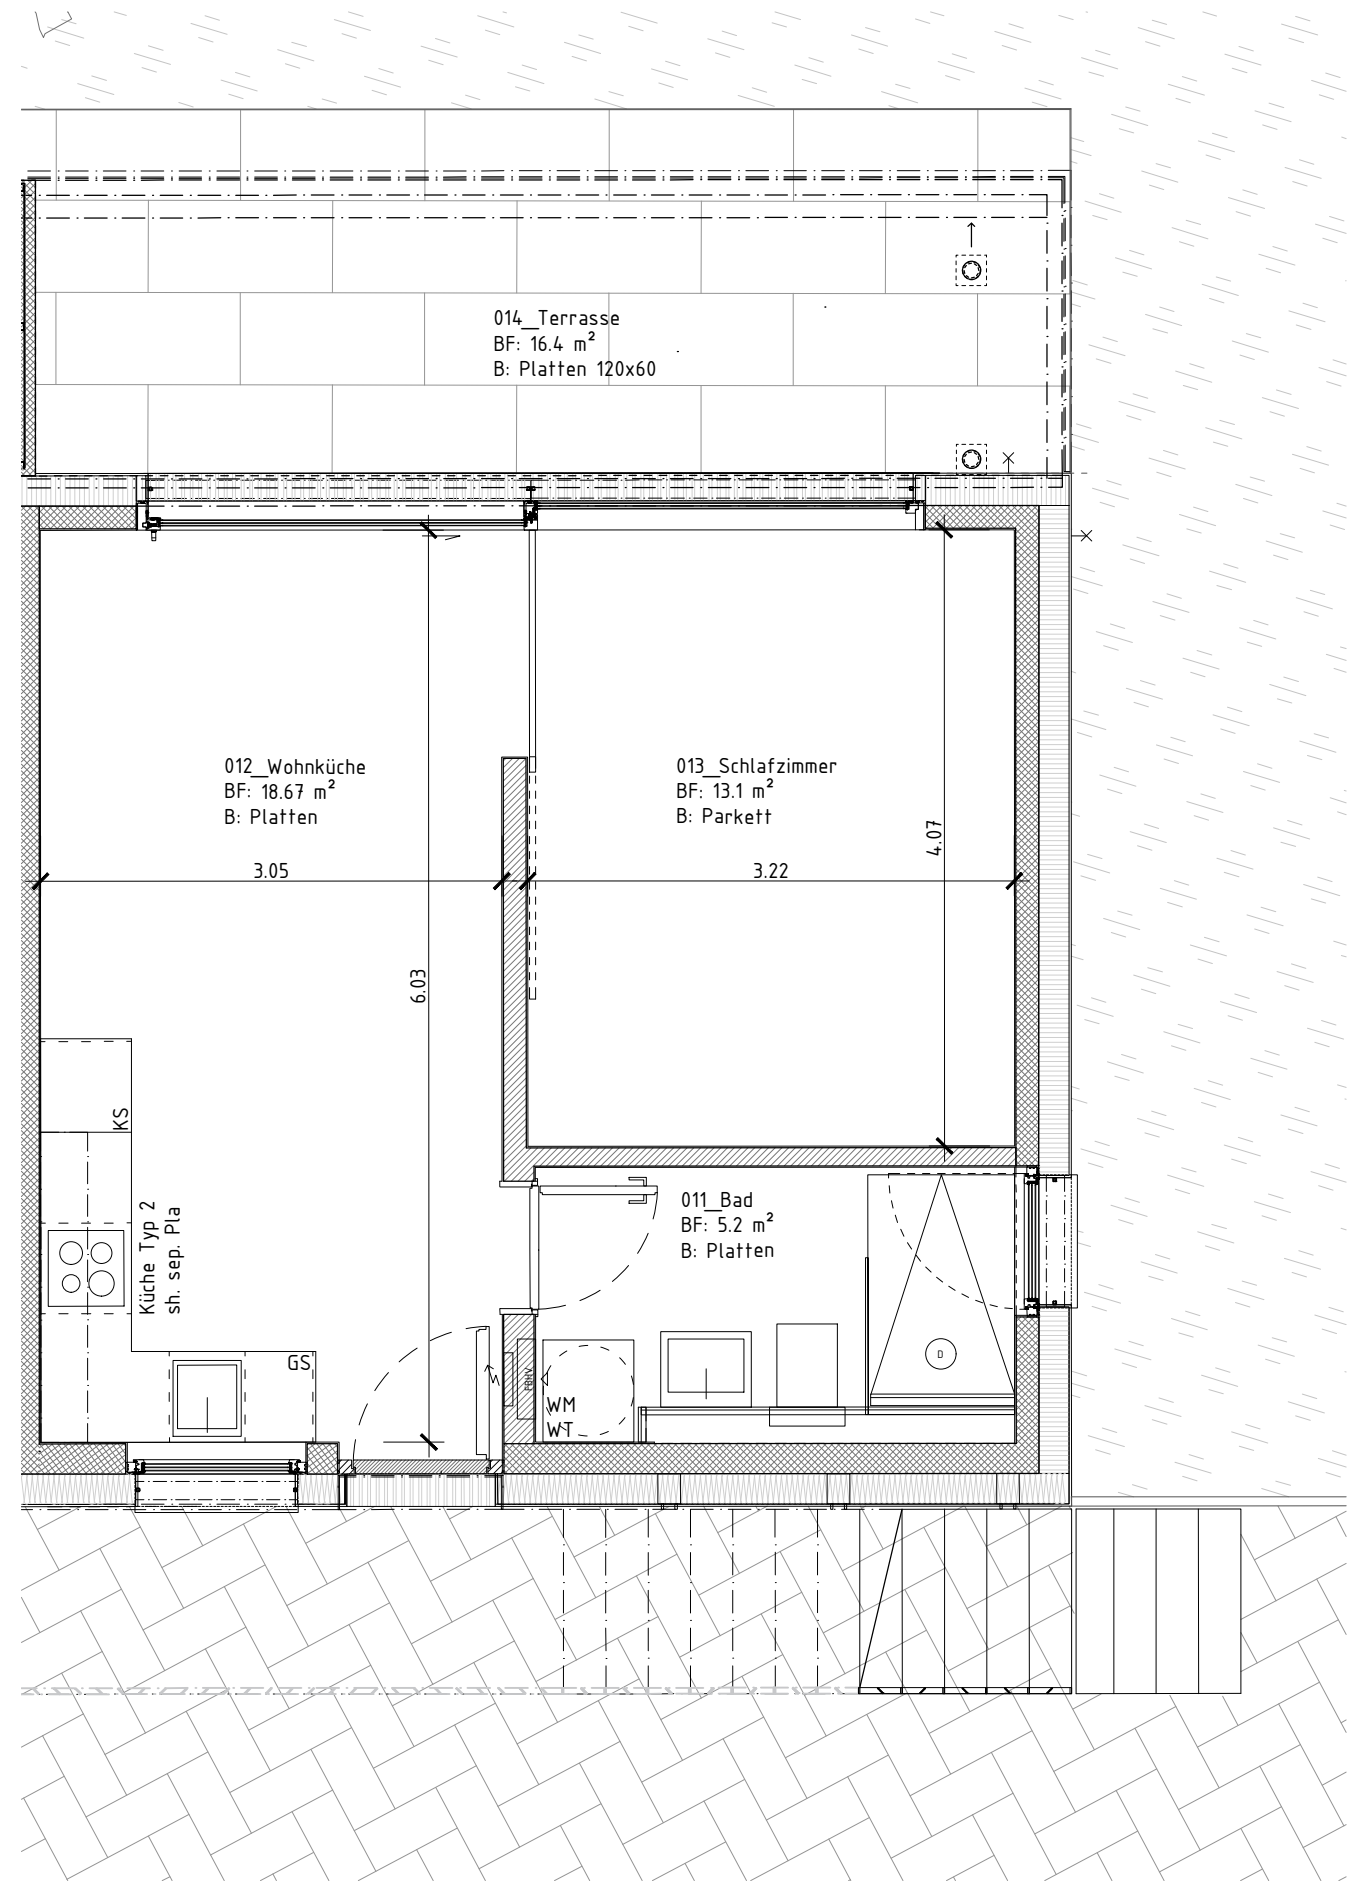 014_Terrasse
BF: 16.4 m²
B: Platten 120x60
012_Wohnküche
BF: 18.67 m²
B: Platten
013_Schlafzimmer
BF: 13.1 m²
B: Parkett
4.07
3.05
3.22
6.03
KS
Küche Typ 2
sh. sep. Pla
011_Bad
BF: 5.2 m²
B: Platten
GS
FBHV
WM
WT
D